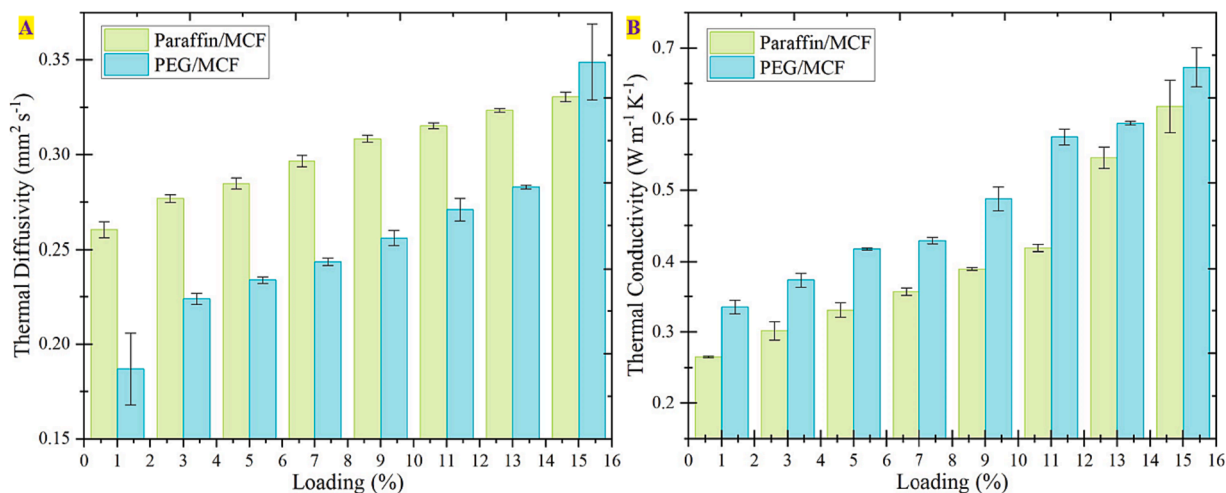 A
Paraffin/MCF
PEG/MCF
Thermal Diffusivity (mm² s⁻¹)
0.35
0.30
0.25
0.20
0.15
0 1 2 3 4 5 6 7 8 9 10 11 12 13 14 15 16
Loading (%)
B
Paraffin/MCF
PEG/MCF
Thermal Conductivity (W m⁻¹ K⁻¹)
0.7
0.6
0.5
0.4
0.3
0.2
0 1 2 3 4 5 6 7 8 9 10 11 12 13 14 15 16
Loading (%)